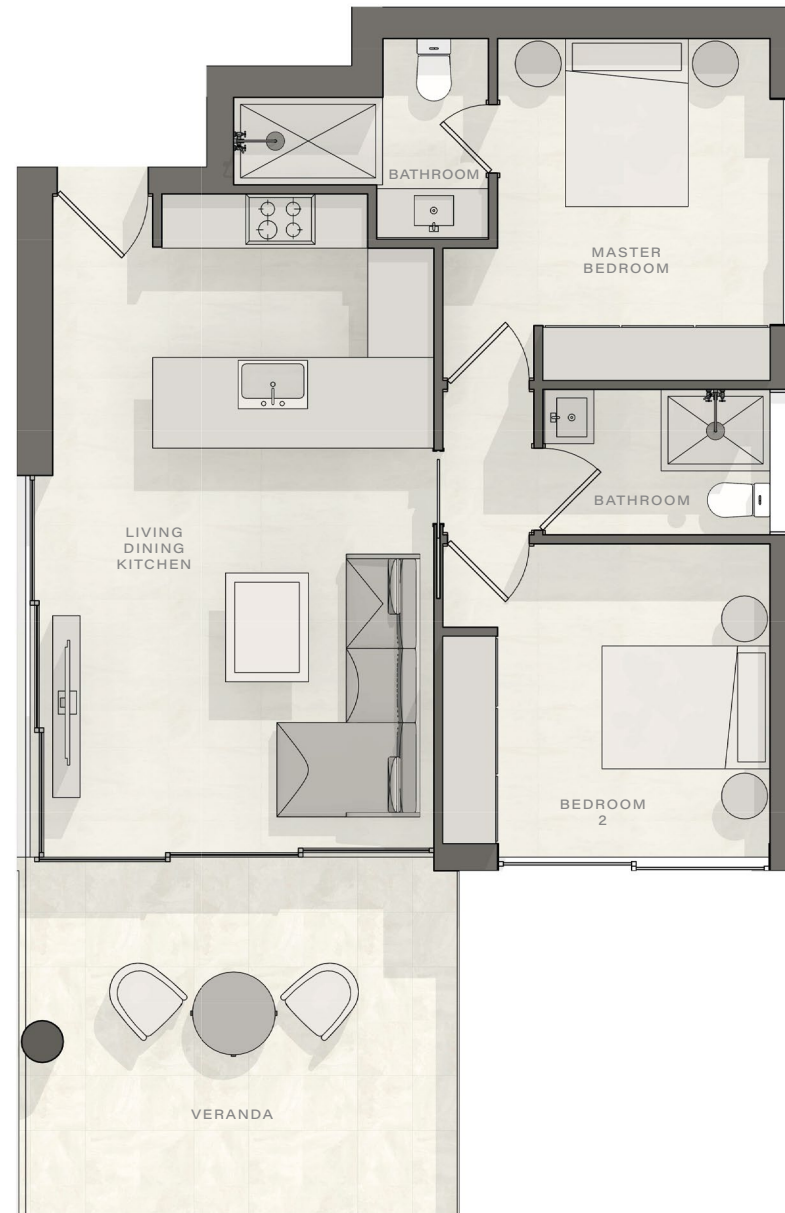 BATHROOM
MASTER
BEDROOM
LIVING
DINING
KITCHEN
BATHROOM
BEDROOM
2
VERANDA